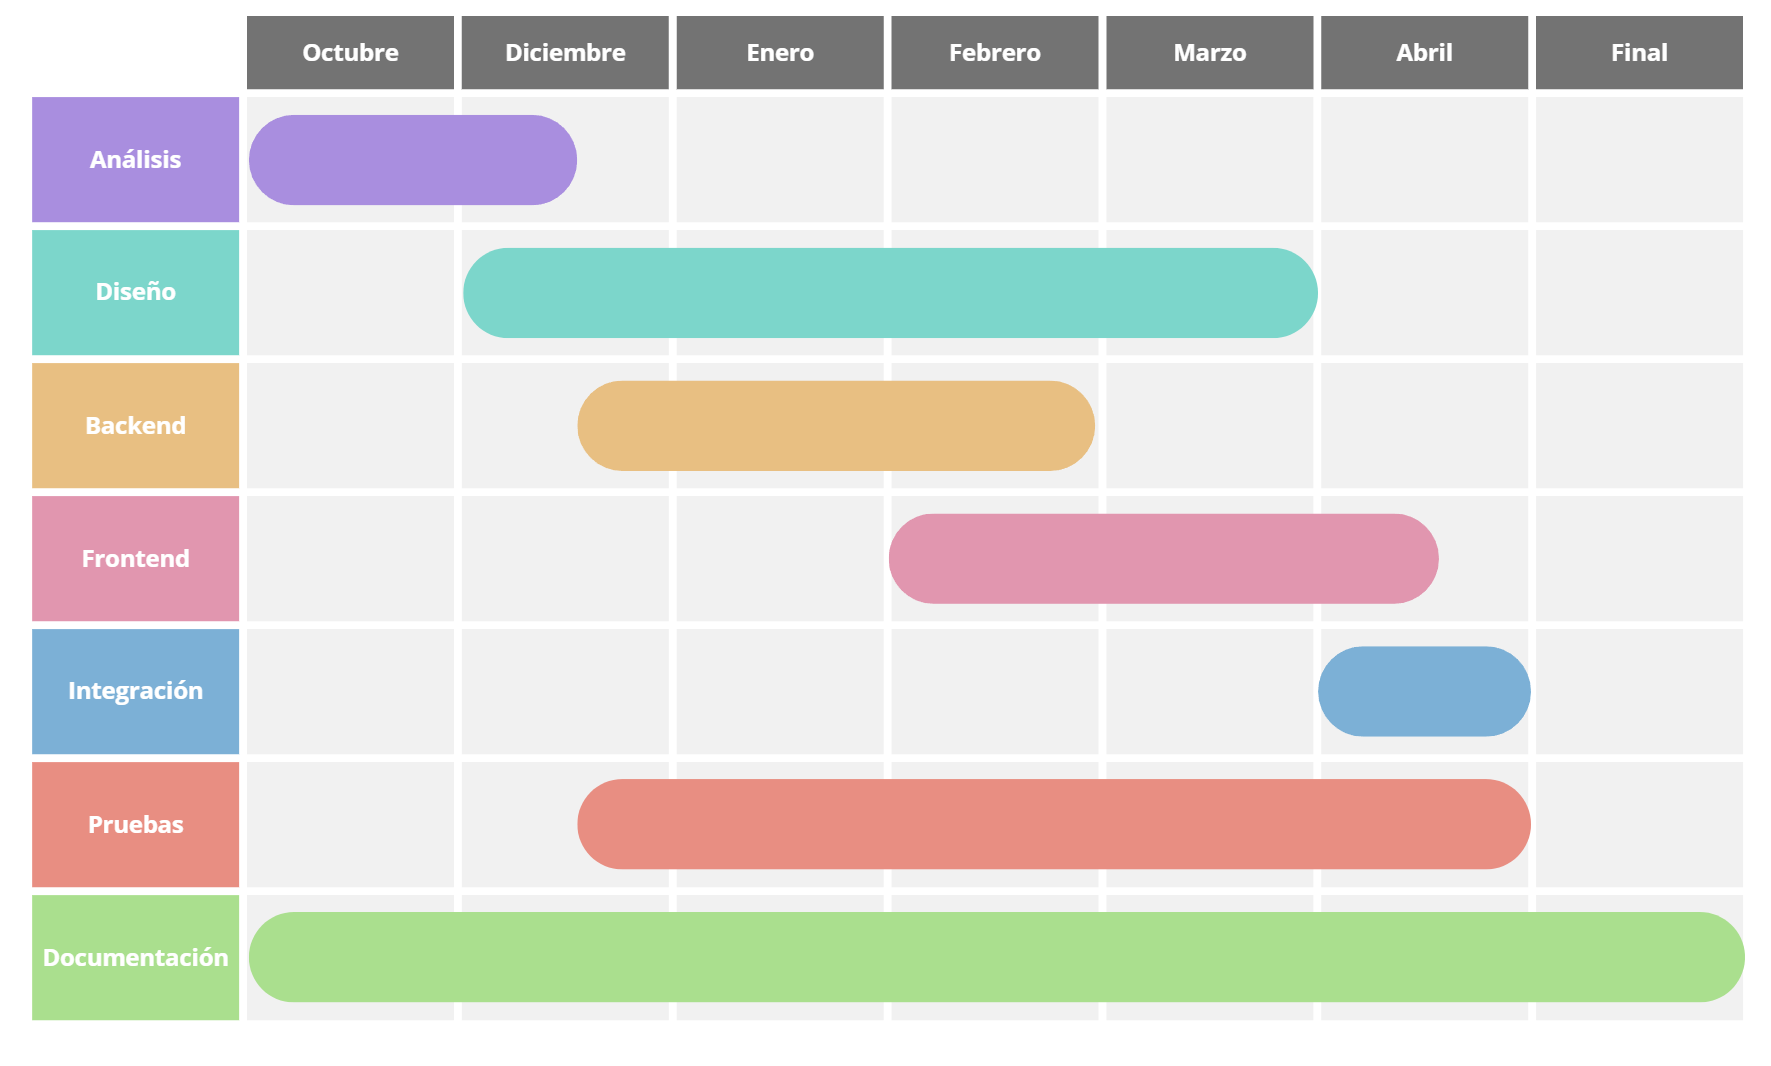 Octubre
Diciembre
Enero
Febrero
Marzo
Abril
Final
Análisis
Diseño
Backend
Frontend
Integración
Pruebas
Documentación